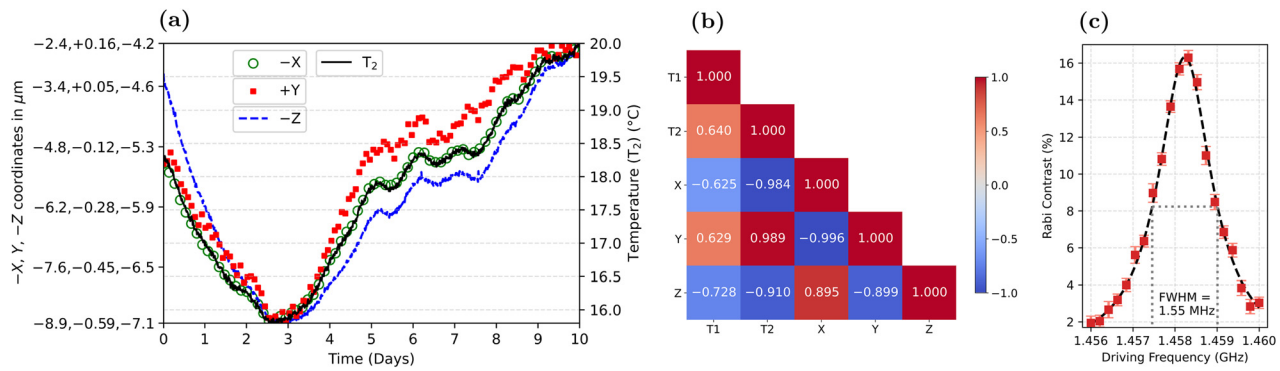 (a)
−X, Y, −Z coordinates in μm
−2.4,+0.16,−4.2
−3.4,+0.05,−4.6
−4.8,−0.12,−5.3
−6.2,−0.28,−5.9
−7.6,−0.45,−6.5
−8.9,−0.59,−7.1
−X
+Y
−Z
T2
0 1 2 3 4 5 6 7 8 9 10
Time (Days)
20.0
19.5
19.0
18.5
18.0
17.5
17.0
16.5
16.0
Temperature (T2) (°C)
(b)
T1
T2
X
Y
Z
1.000
0.640 1.000
−0.625 −0.984 1.000
0.629 0.989 −0.996 1.000
−0.728 −0.910 0.895 −0.899 1.000
T1 T2 X Y Z
1.0
0.5
0.0
−0.5
−1.0
(c)
Rabi Contrast (%)
16
14
12
10
8
6
4
2
FWHM =
1.55 MHz
1.456 1.457 1.458 1.459 1.460
Driving Frequency (GHz)